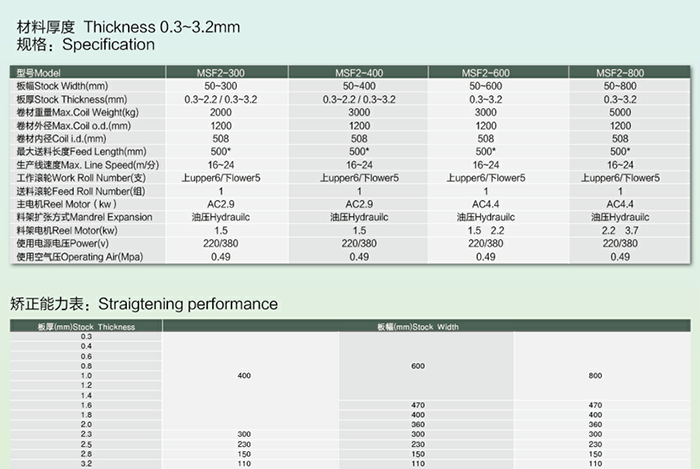 材料厚度 Thickness 0.3~3.2mm
规格：Specification
型号Model MSF2-300 MSF2-400 MSF2-600 MSF2-800
板幅Stock Width(mm) 50~300 50~400 50~600 50~800
板厚Stock Thickness(mm) 0.3~2.2 / 0.3~3.2 0.3~2.2 / 0.3~3.2 0.3~3.2 0.3~3.2
卷材重量Max.Coil Weight(kg) 2000 3000 3000 5000
卷材外径Max.Coil o.d.(mm) 1200 1200 1200 1200
卷材内径Coil i.d.(mm) 508 508 508 508
最大送料长度Feed Length(mm) 500* 500* 500* 500*
生产线速度Max. Line Speed(m/分) 16~24 16~24 16~24 16~24
工作滚轮Work Roll Number(支) 上upper6/下lower5 上upper6/下lower5 上upper6/下lower5 上upper6/下lower5
送料滚轮Feed Roll Number(组) 1 1 1 1
主电机Reel Motor ( kw ) AC2.9 AC2.9 AC4.4 AC4.4
料架扩张方式Mandrel Expansion 油压Hydrauilc 油压Hydrauilc 油压Hydrauilc 油压Hydrauilc
料架电机Reel Motor(kw) 1.5 1.5 1.5 2.2 2.2 3.7
使用电源电压Power(v) 220/380 220/380 220/380 220/380
使用空气压Operating Air(Mpa) 0.49 0.49 0.49 0.49
矫正能力表：Straigtening performance
板厚(mm)Stock Thickness 板幅(mm)Stock Width
0.3
0.4
0.6
0.8 600
1.0 400 800
1.2
1.4
1.6 470 470
1.8 400 400
2.0 360 360
2.3 300 300 300
2.5 230 230 230
2.8 150 150 150
3.2 110 110 110